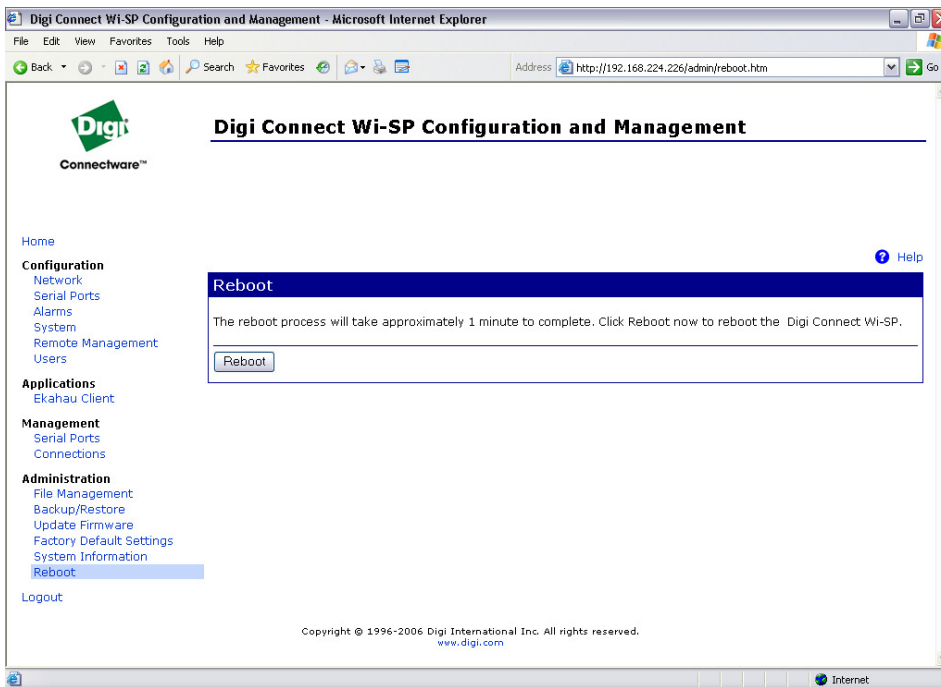 Digi Connect Wi-SP Configuration and Management - Microsoft Internet Explorer
File Edit View Favorites Tools Help
Back Search Favorites Address http://192.168.224.226/admin/reboot.htm Go
Digi
Connectware™
Digi Connect Wi-SP Configuration and Management
Home
Configuration
Network
Serial Ports
Alarms
System
Remote Management
Users
Applications
Ekahau Client
Management
Serial Ports
Connections
Administration
File Management
Backup/Restore
Update Firmware
Factory Default Settings
System Information
Reboot
Logout
? Help
Reboot
The reboot process will take approximately 1 minute to complete. Click Reboot now to reboot the Digi Connect Wi-SP.
Reboot
Copyright © 1996-2006 Digi International Inc. All rights reserved.
www.digi.com
Internet